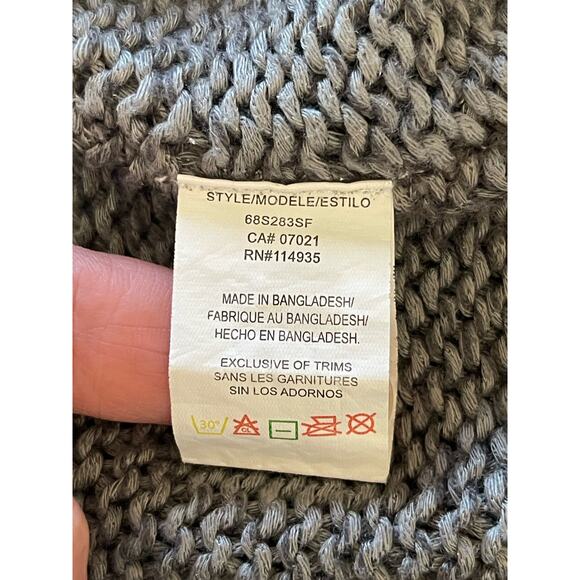 STYLE/MODÈLE/ESTILO
68S283SF
CA# 07021
RN#114935
MADE IN BANGLADESH/
FABRIQUE AU BANGLADESH/
HECHO EN BANGLADESH.
EXCLUSIVE OF TRIMS
SANS LES GARNITURES
SIN LOS ADORNOS
30° CL